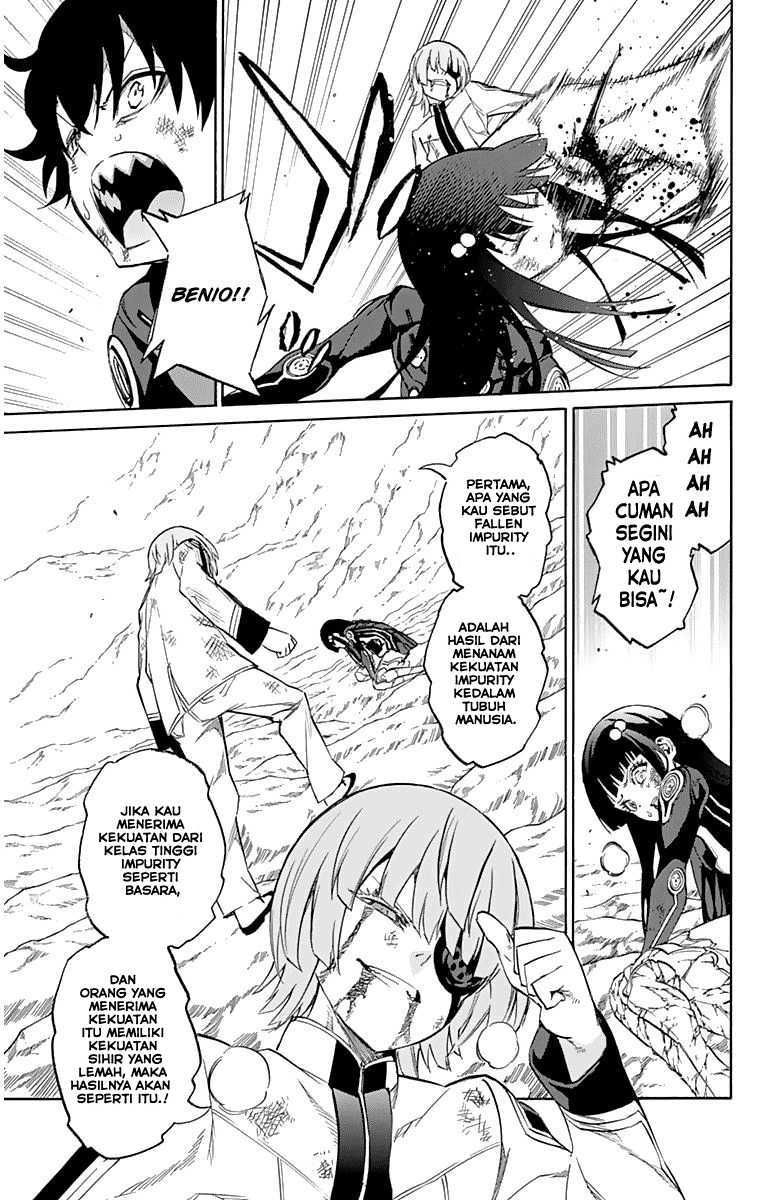 BENIO!!
AH
AH
AH
AH
APA
CUMAN
SEGINI
YANG
KAU
BISA~!
PERTAMA,
APA YANG
KAU SEBUT
FALLEN
IMPURITY
ITU..
ADALAH
HASIL DARI
MENANAM
KEKUATAN
IMPURITY
KEDALAM
TUBUH
MANUSIA.
JIKA KAU
MENERIMA
KEKUATAN DARI
KELAS TINGGI
IMPURITY
SEPERTI
BASARA,
DAN
ORANG YANG
MENERIMA
KEKUATAN
ITU MEMILIKI
KEKUATAN
SIHIR YANG
LEMAH, MAKA
HASILNYA AKAN
SEPERTI ITU.!